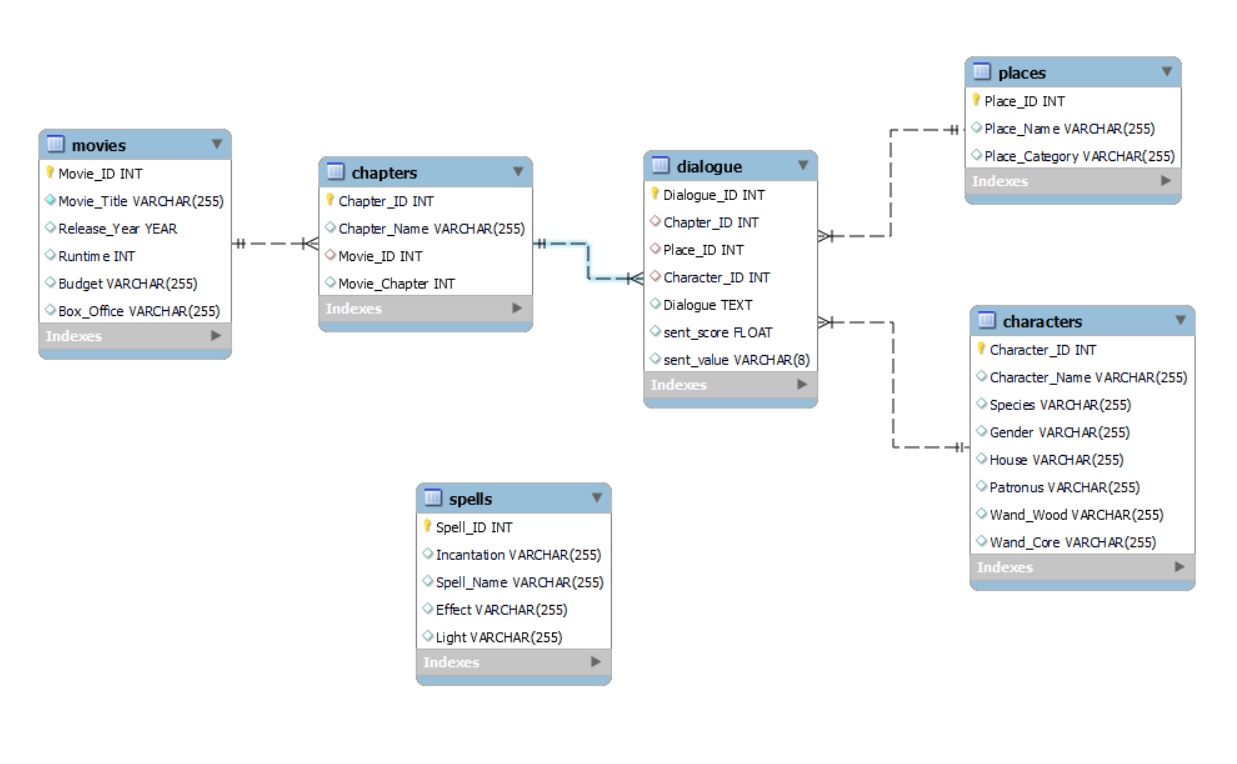 movies
Movie_ID INT
Movie_Title VARCHAR(255)
Release_Year YEAR
Runtime INT
Budget VARCHAR(255)
Box_Office VARCHAR(255)
Indexes
chapters
Chapter_ID INT
Chapter_Name VARCHAR(255)
Movie_ID INT
Movie_Chapter INT
Indexes
dialogue
Dialogue_ID INT
Chapter_ID INT
Place_ID INT
Character_ID INT
Dialogue TEXT
sent_score FLOAT
sent_value VARCHAR(8)
Indexes
places
Place_ID INT
Place_Name VARCHAR(255)
Place_Category VARCHAR(255)
Indexes
characters
Character_ID INT
Character_Name VARCHAR(255)
Species VARCHAR(255)
Gender VARCHAR(255)
House VARCHAR(255)
Patronus VARCHAR(255)
Wand_Wood VARCHAR(255)
Wand_Core VARCHAR(255)
Indexes
spells
Spell_ID INT
Incantation VARCHAR(255)
Spell_Name VARCHAR(255)
Effect VARCHAR(255)
Light VARCHAR(255)
Indexes